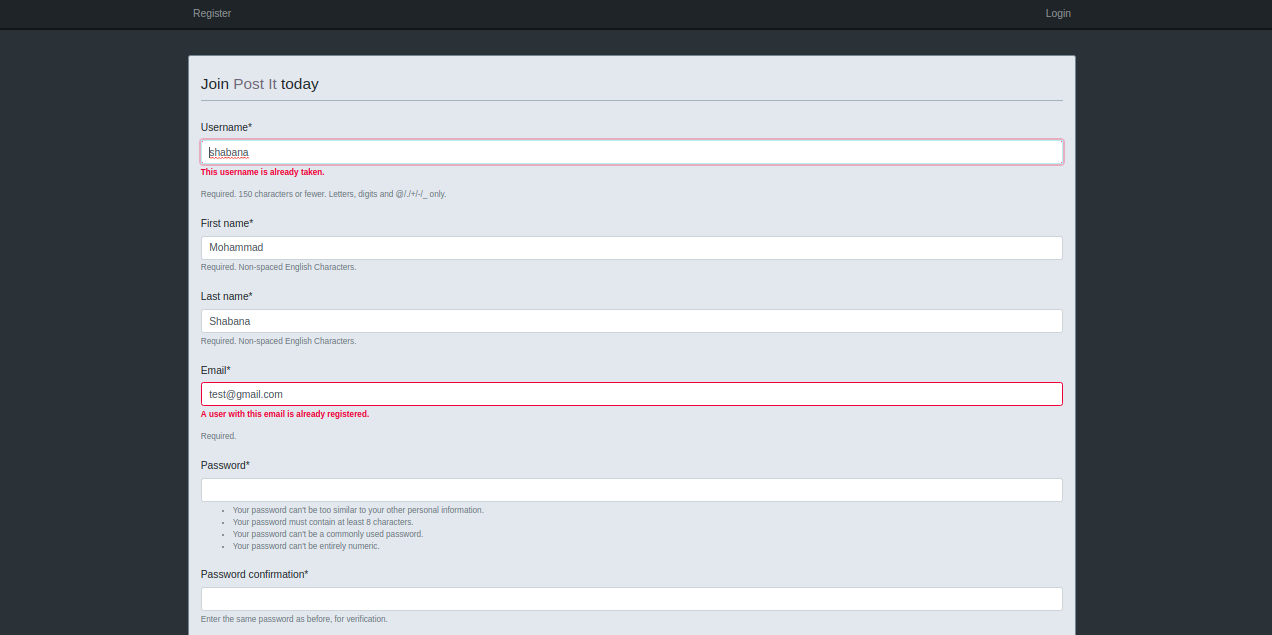 Register
Login
Join Post It today
Username*
shabana
This username is already taken.
Required. 150 characters or fewer. Letters, digits and @/./+/-/_ only.
First name*
Mohammad
Required. Non-spaced English Characters.
Last name*
Shabana
Required. Non-spaced English Characters.
Email*
test@gmail.com
A user with this email is already registered.
Required.
Password*
Your password can't be too similar to your other personal information.
Your password must contain at least 8 characters.
Your password can't be a commonly used password.
Your password can't be entirely numeric.
Password confirmation*
Enter the same password as before, for verification.